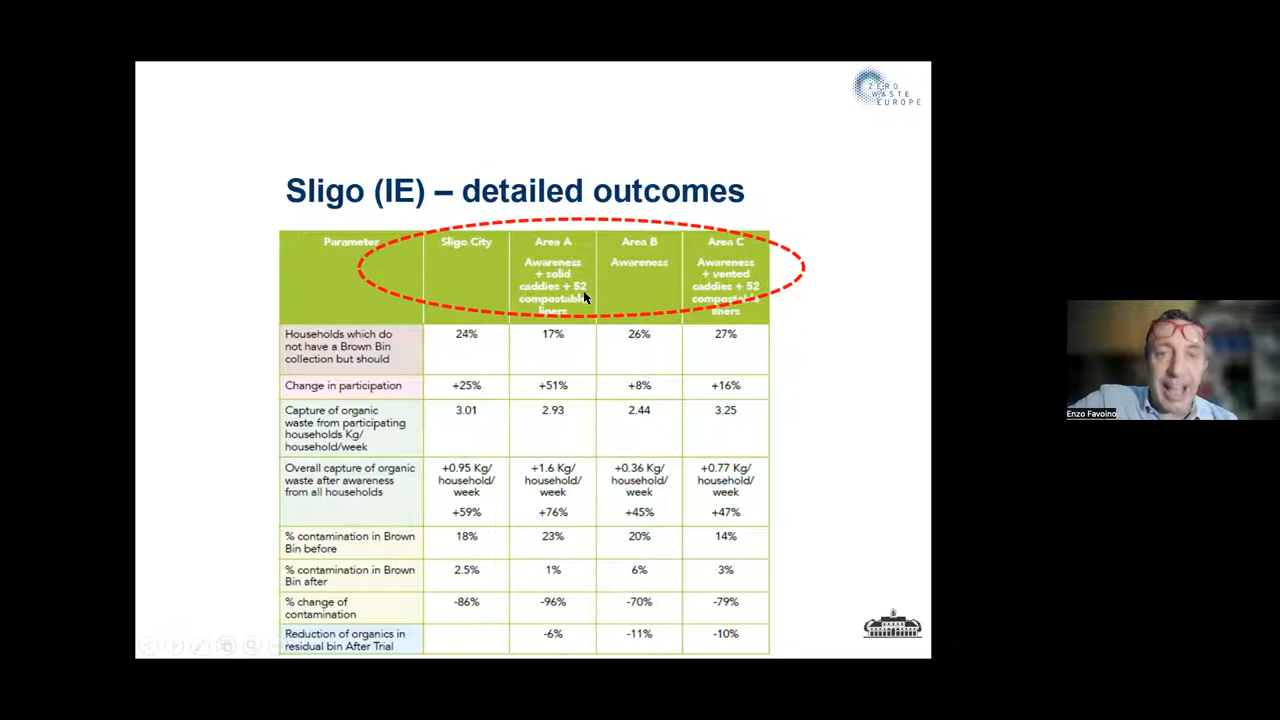 ZERO
WASTE
EUROPE
Sligo (IE) – detailed outcomes
Parameter
Sligo City
Area A
Awareness
+ solid
caddies + 52
compostable
liners
Area B
Awareness
Area C
Awareness
+ vented
caddies + 52
compostable
liners
Households which do
not have a Brown Bin
collection but should
24%
17%
26%
27%
Change in participation
+25%
+51%
+8%
+16%
Capture of organic
waste from participating
households Kg/
household/week
3.01
2.93
2.44
3.25
Overall capture of organic
waste after awareness
from all households
+0.95 Kg/
household/
week
+59%
+1.6 Kg/
household/
week
+76%
+0.36 Kg/
household/
week
+45%
+0.77 Kg/
household/
week
+47%
% contamination in Brown
Bin before
18%
23%
20%
14%
% contamination in Brown
Bin after
2.5%
1%
6%
3%
% change of
contamination
-86%
-96%
-70%
-79%
Reduction of organics in
residual bin After Trial
-6%
-11%
-10%
Enzo Favoino